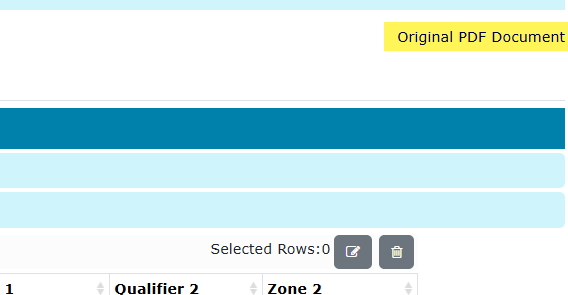 Original PDF Document
Selected Rows:0
1 Qualifier 2 Zone 2